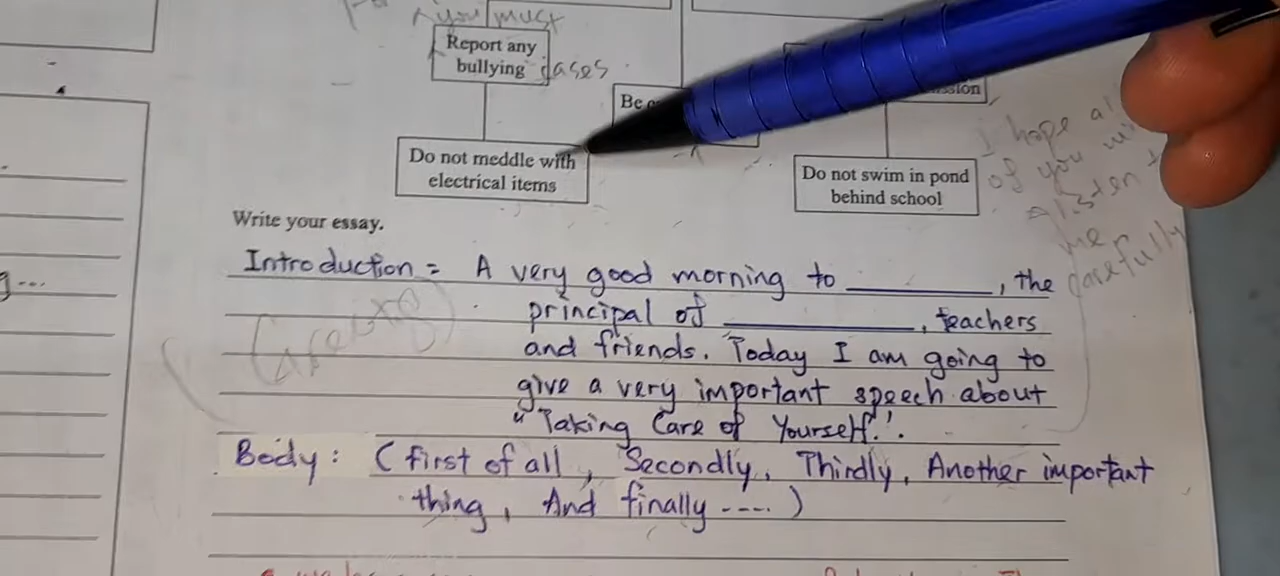 you must
Report any
bullying cases.
Be
Do not meddle with
electrical items
Do not swim in pond
behind school
I hope
of you
listen
me
carefully
Write your essay.
Introduction = A very good morning to ________, the
principal of ________, teachers
and friends. Today I am going to
give a very important speech about
"Taking Care of Yourself.".
Body: (First of all, Secondly, Thirdly, Another important
thing, And finally ----)